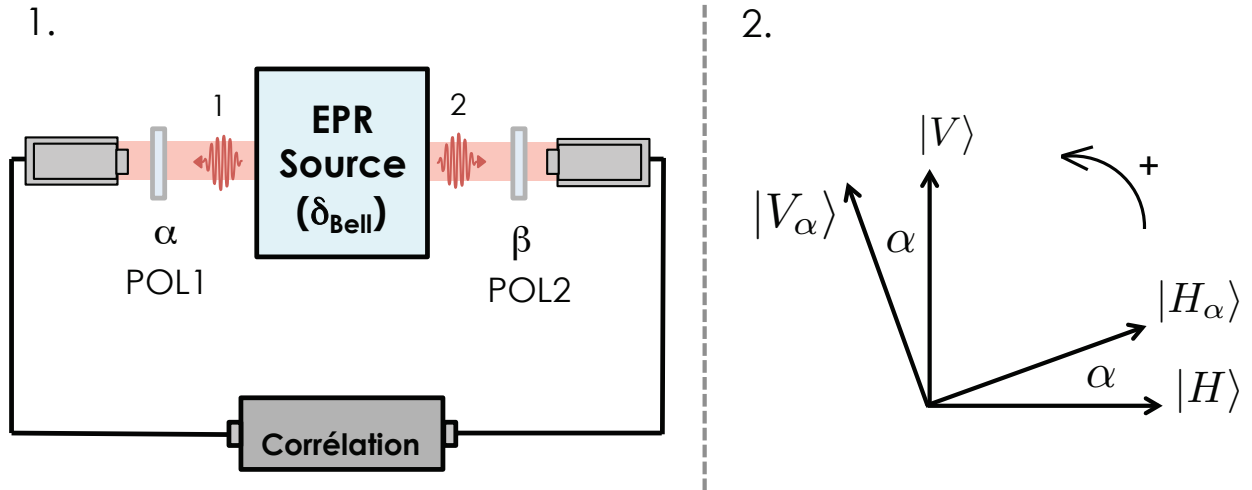 1.
1
EPR
Source
(δBell)
2
α
POL1
β
POL2
Corrélation
2.
|V⟩
+
|Vα⟩
α
|Hα⟩
α
|H⟩